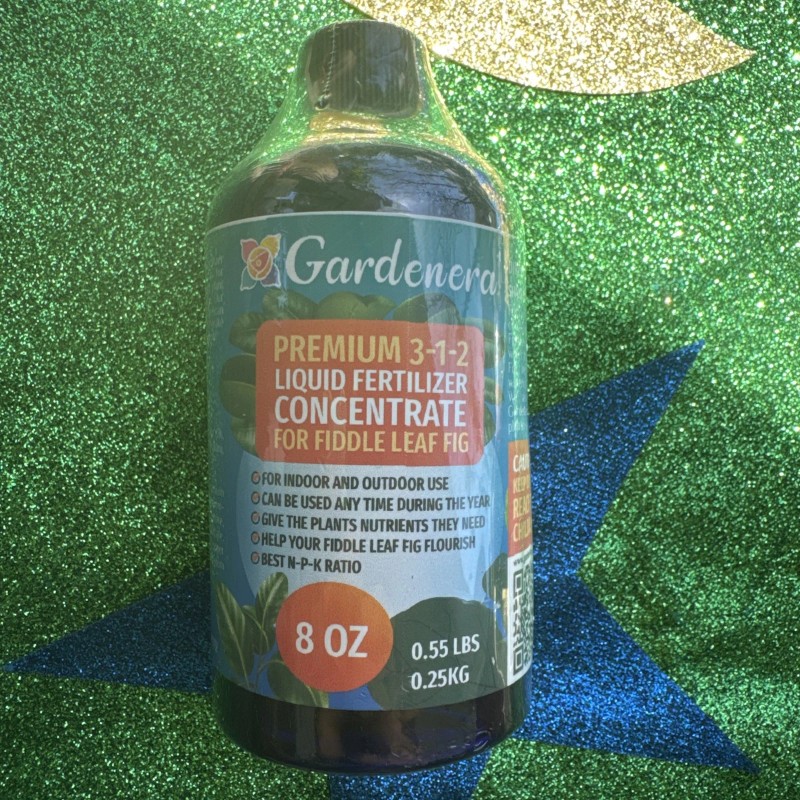 Gardenera
PREMIUM 3-1-2
LIQUID FERTILIZER
CONCENTRATE
FOR FIDDLE LEAF FIG
FOR INDOOR AND OUTDOOR USE
CAN BE USED ANY TIME DURING THE YEAR
GIVE THE PLANTS NUTRIENTS THEY NEED
HELP YOUR FIDDLE LEAF FIG FLOURISH
BEST N-P-K RATIO
8 OZ
0.55 LBS
0.25KG